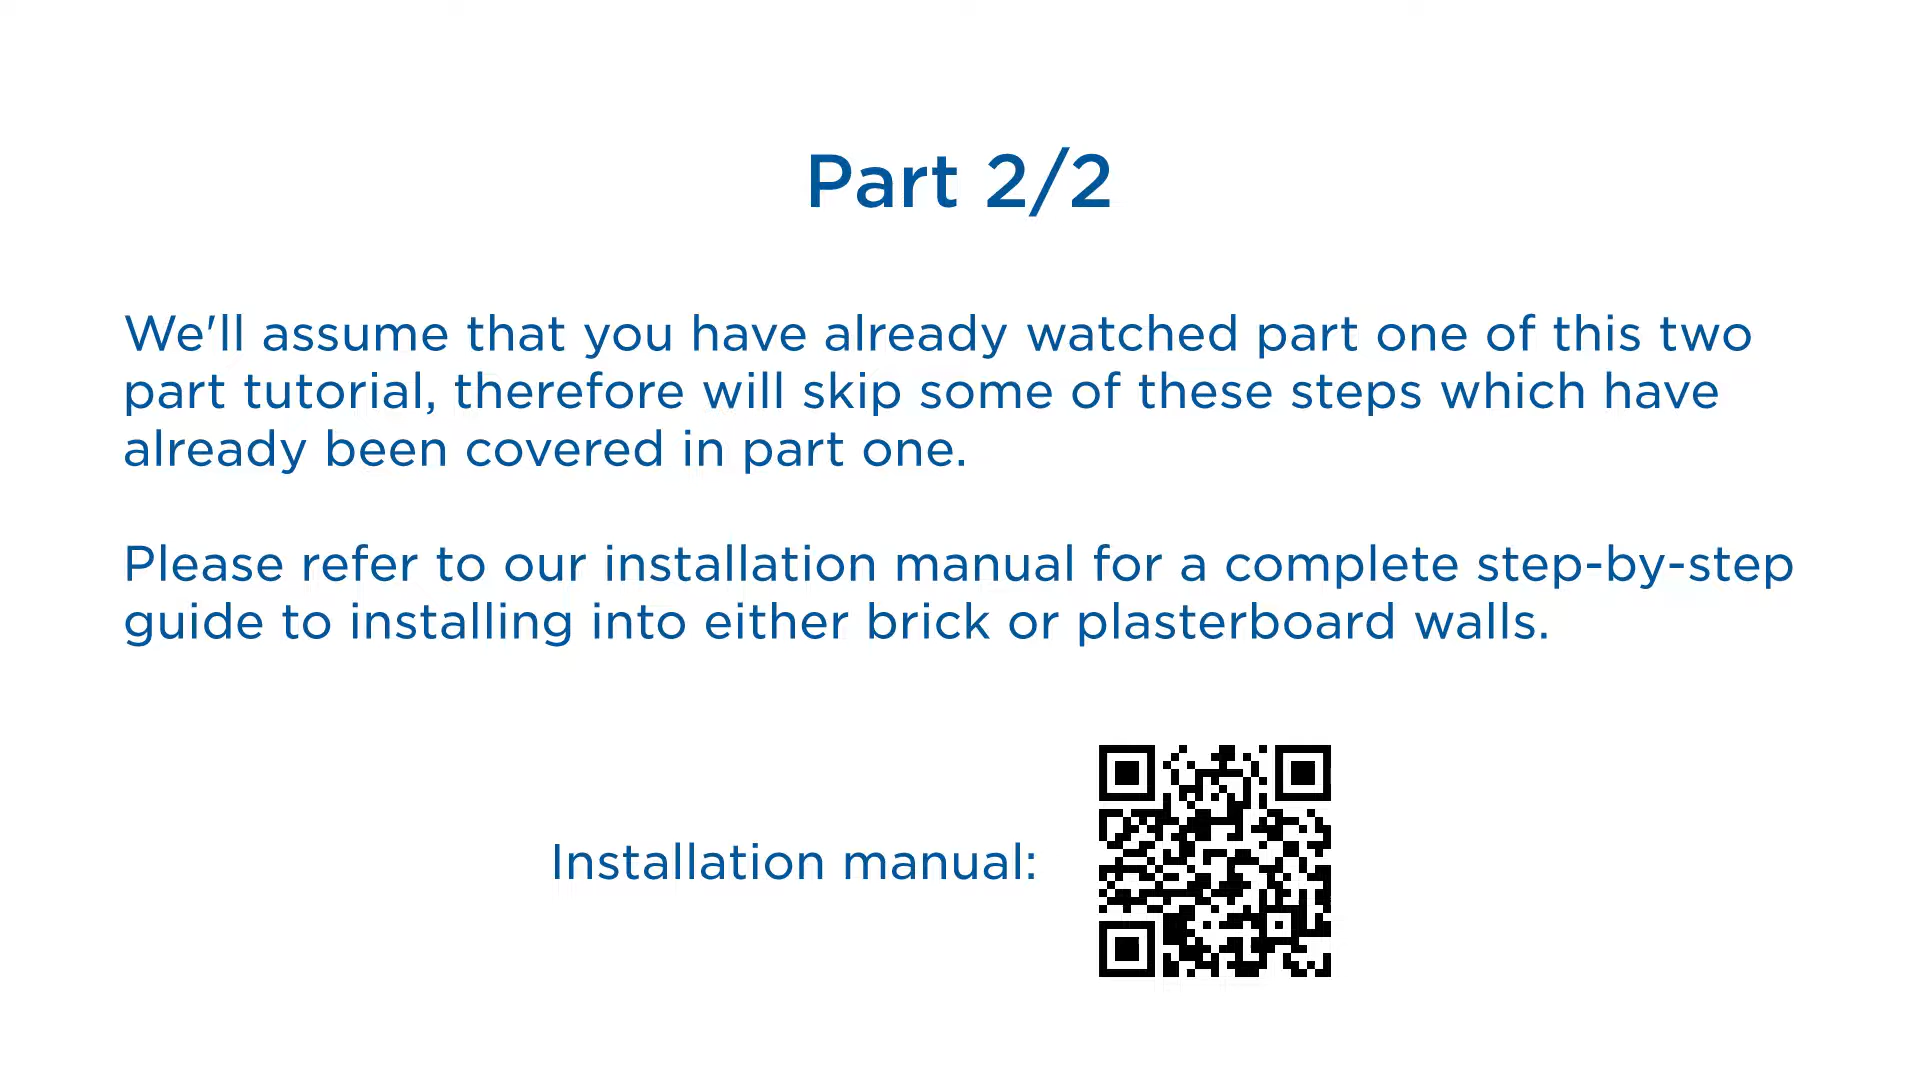 Part 2/2
We'll assume that you have already watched part one of this two
part tutorial, therefore will skip some of these steps which have
already been covered in part one.
Please refer to our installation manual for a complete step-by-step
guide to installing into either brick or plasterboard walls.
Installation manual: